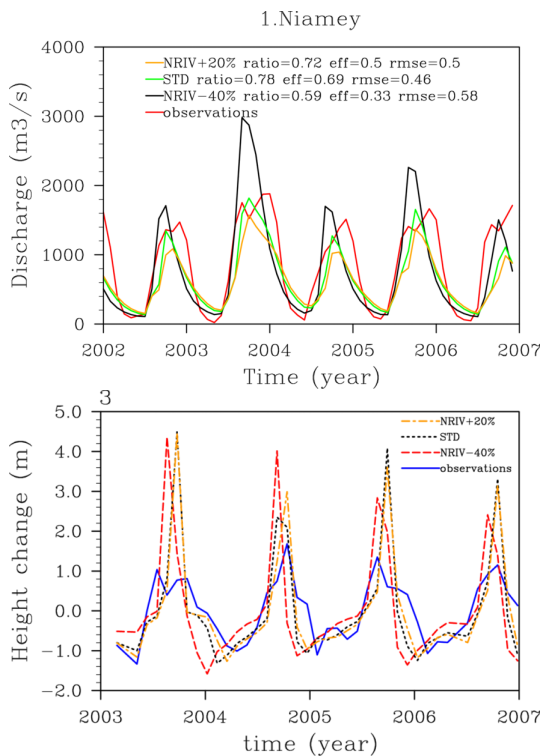 1.Niamey
4000
3000
2000
1000
0
Discharge (m3/s)
NRIV+20% ratio=0.72 eff=0.5 rmse=0.5
STD ratio=0.78 eff=0.69 rmse=0.46
NRIV-40% ratio=0.59 eff=0.33 rmse=0.58
observations
2002 2003 2004 2005 2006 2007
Time (year)
3
5.0
4.0
3.0
2.0
1.0
0.0
-1.0
-2.0
Height change (m)
NRIV+20%
STD
NRIV-40%
observations
2003 2004 2005 2006 2007
time (year)